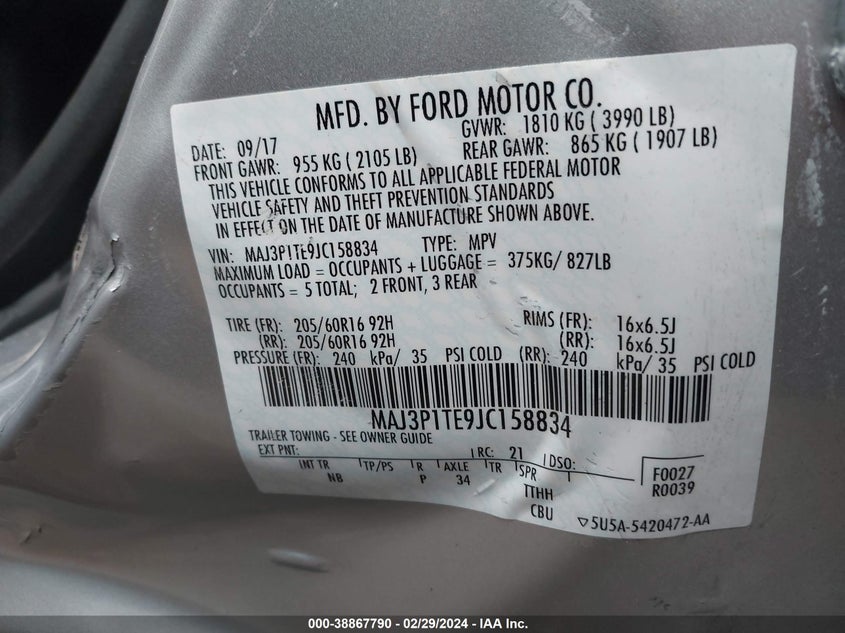 MFD. BY FORD MOTOR CO.
DATE: 09/17 GVWR: 1810 KG ( 3990 LB)
FRONT GAWR: 955 KG ( 2105 LB) REAR GAWR: 865 KG ( 1907 LB)
THIS VEHICLE CONFORMS TO ALL APPLICABLE FEDERAL MOTOR
VEHICLE SAFETY AND THEFT PREVENTION STANDARDS
IN EFFECT ON THE DATE OF MANUFACTURE SHOWN ABOVE.
VIN: MAJ3P1TE9JC158834 TYPE: MPV
MAXIMUM LOAD = OCCUPANTS + LUGGAGE = 375KG/ 827LB
OCCUPANTS = 5 TOTAL; 2 FRONT, 3 REAR
TIRE (FR): 205/60R16 92H RIMS (FR): 16x6.5J
(RR): 205/60R16 92H (RR): 16x6.5J
PRESSURE (FR): 240 kPa/ 35 PSI COLD (RR): 240 kPa/ 35 PSI COLD
MAJ3P1TE9JC158834
TRAILER TOWING - SEE OWNER GUIDE
EXT PNT: RC: 21 DSO:
INT TR TP/PS R AXLE TR SPR F0027
NB P 34 TTHH R0039
CBU 5U5A-5420472-AA
000-38867790 - 02/29/2024 - IAA Inc.